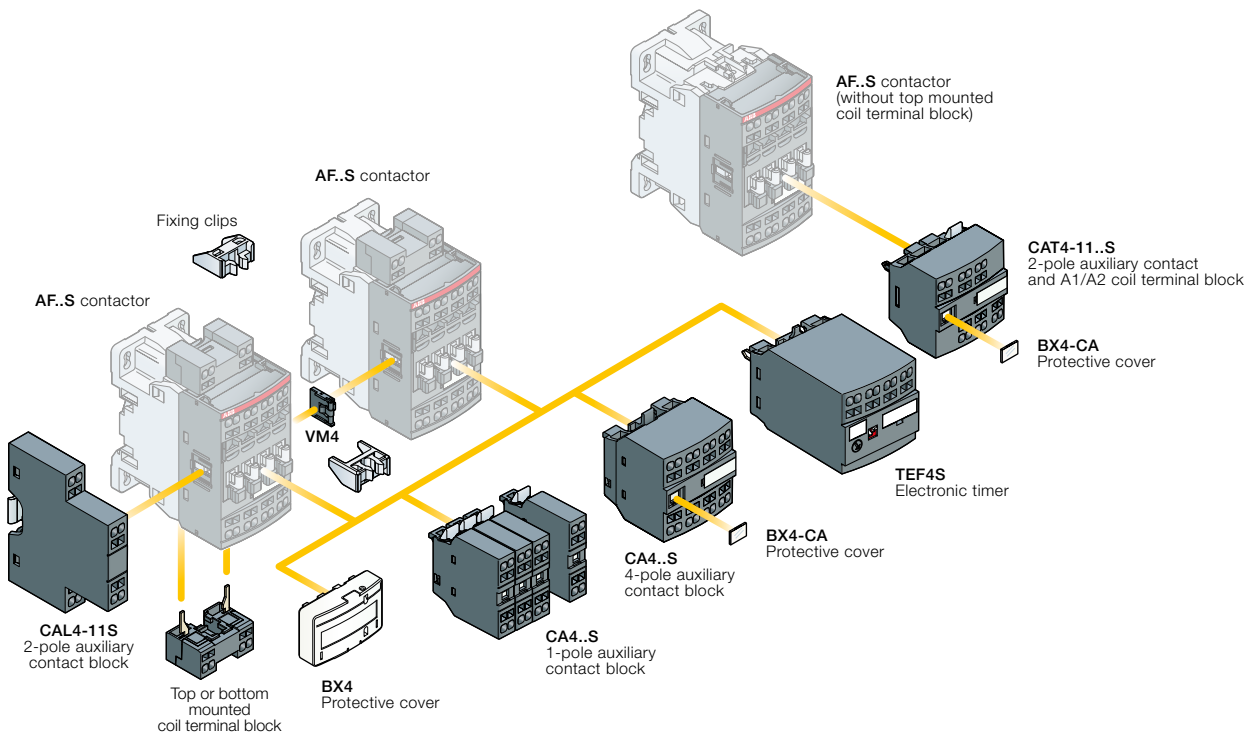 AF..S contactor
(without top mounted
coil terminal block)
AF..S contactor
Fixing clips
AF..S contactor
CAT4-11..S
2-pole auxiliary contact
and A1/A2 coil terminal block
BX4-CA
Protective cover
VM4
TEF4S
Electronic timer
BX4-CA
Protective cover
CA4..S
4-pole auxiliary
contact block
CAL4-11S
2-pole auxiliary
contact block
CA4..S
1-pole auxiliary
contact block
BX4
Protective cover
Top or bottom
mounted
coil terminal block
ABB
ABB
ABB